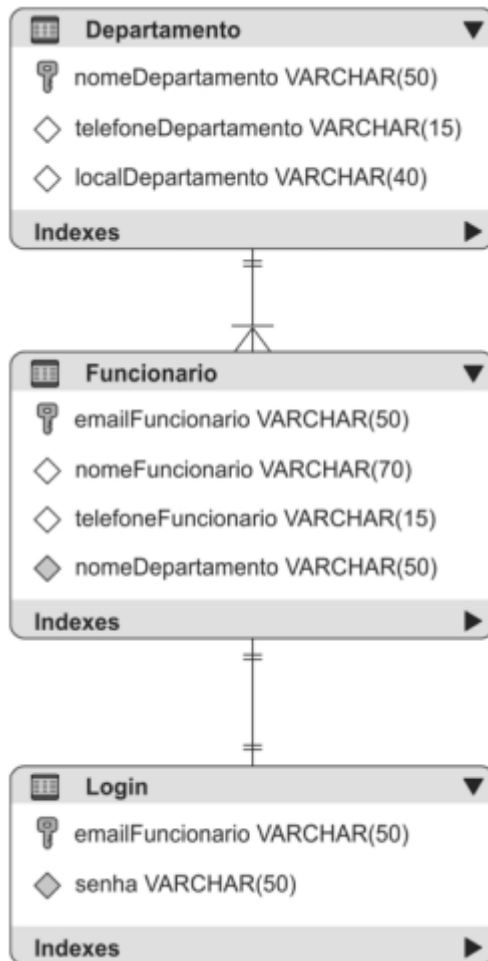 Departamento
nomeDepartamento VARCHAR(50)
telefoneDepartamento VARCHAR(15)
localDepartamento VARCHAR(40)
Indexes
Funcionario
emailFuncionario VARCHAR(50)
nomeFuncionario VARCHAR(70)
telefoneFuncionario VARCHAR(15)
nomeDepartamento VARCHAR(50)
Indexes
Login
emailFuncionario VARCHAR(50)
senha VARCHAR(50)
Indexes